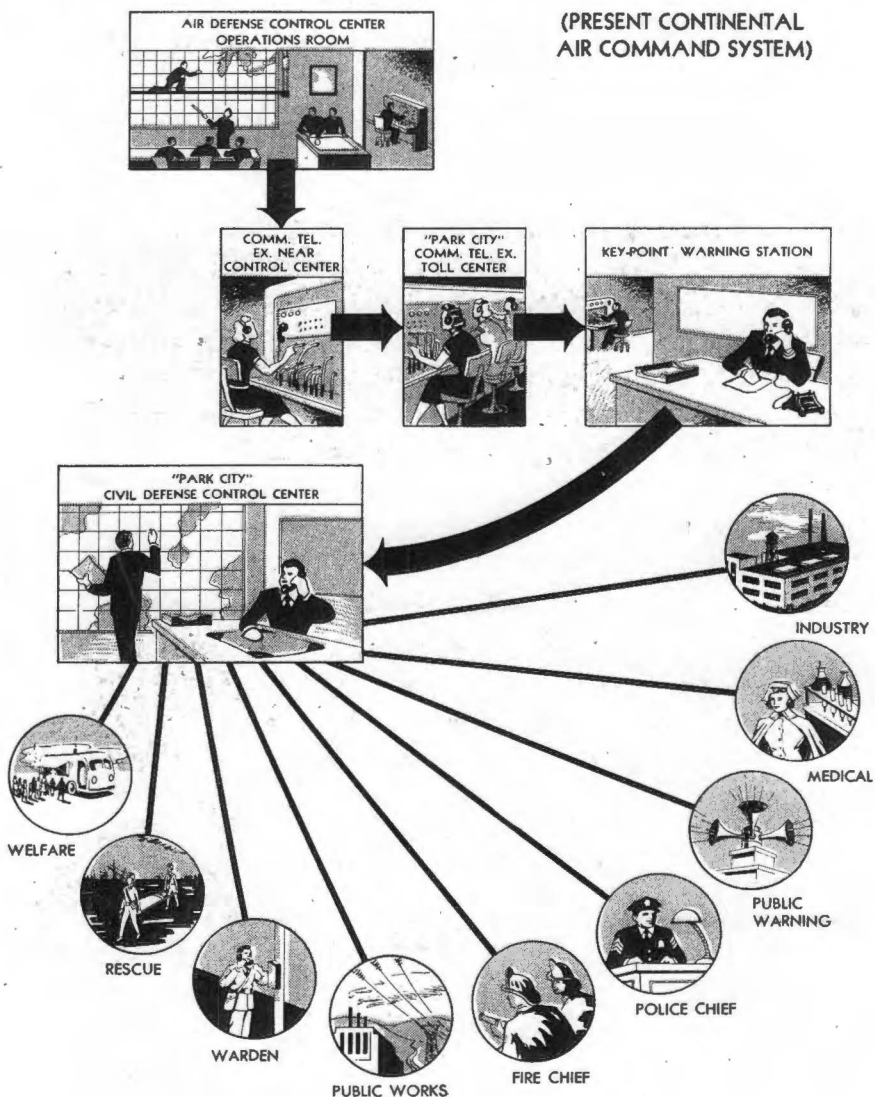 (PRESENT CONTINENTAL
AIR COMMAND SYSTEM)
AIR DEFENSE CONTROL CENTER
OPERATIONS ROOM
COMM. TEL.
EX. NEAR
CONTROL CENTER
"PARK CITY"
COMM. TEL. EX.
TOLL CENTER
KEY-POINT WARNING STATION
"PARK CITY"
CIVIL DEFENSE CONTROL CENTER
INDUSTRY
MEDICAL
PUBLIC
WARNING
POLICE CHIEF
FIRE CHIEF
PUBLIC WORKS
WARDEN
RESCUE
WELFARE